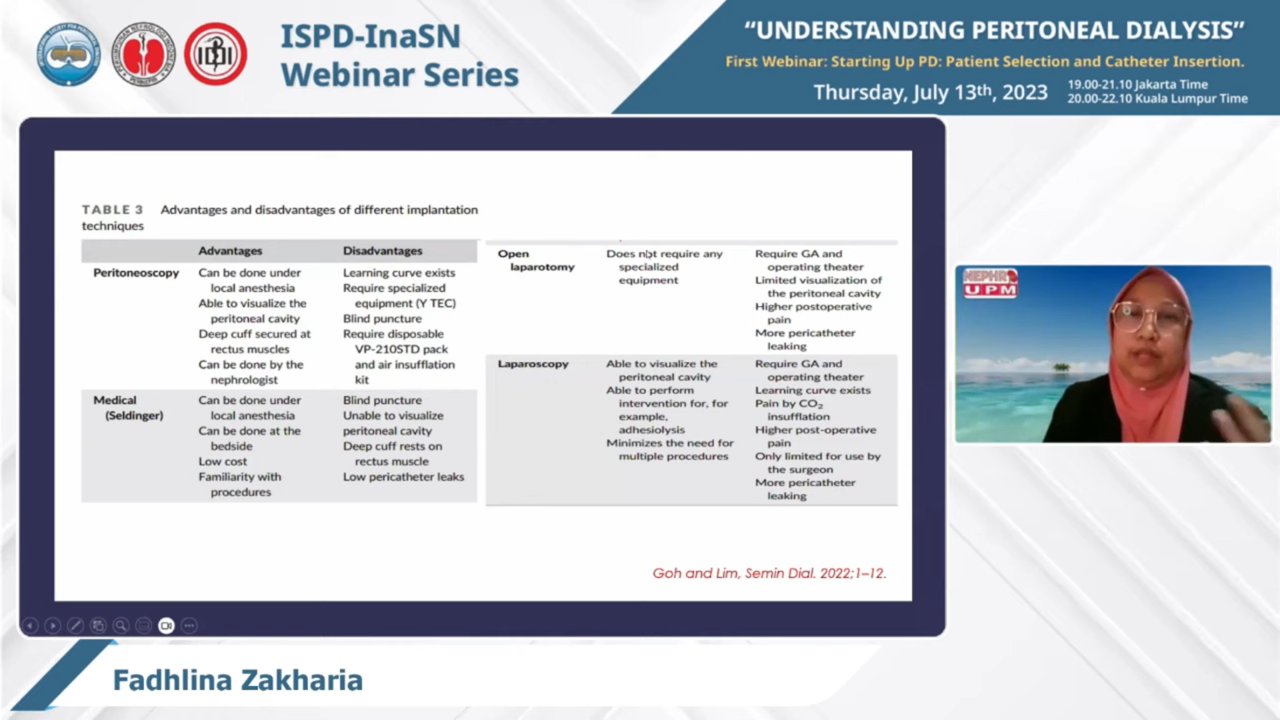 ISPD-InaSN
Webinar Series
“UNDERSTANDING PERITONEAL DIALYSIS”
First Webinar: Starting Up PD: Patient Selection and Catheter Insertion.
Thursday, July 13th, 2023
19.00-21.10 Jakarta Time
20.00-22.10 Kuala Lumpur Time
TABLE 3 Advantages and disadvantages of different implantation
techniques
Advantages Disadvantages
Peritoneoscopy
Can be done under
local anesthesia
Able to visualize the
peritoneal cavity
Deep cuff secured at
rectus muscles
Can be done by the
nephrologist
Learning curve exists
Require specialized
equipment (Y TEC)
Blind puncture
Require disposable
VP-210STD pack
and air insufflation
kit
Medical
(Seldinger)
Can be done under
local anesthesia
Can be done at the
bedside
Low cost
Familiarity with
procedures
Blind puncture
Unable to visualize
peritoneal cavity
Deep cuff rests on
rectus muscle
Low pericatheter leaks
Open
laparotomy
Does not require any
specialized
equipment
Require GA and
operating theater
Limited visualization of
the peritoneal cavity
Higher postoperative
pain
More pericatheter
leaking
Laparoscopy
Able to visualize the
peritoneal cavity
Able to perform
intervention for, for
example,
adhesiolysis
Minimizes the need for
multiple procedures
Require GA and
operating theater
Learning curve exists
Pain by CO₂
insufflation
Higher post-operative
pain
Only limited for use by
the surgeon
More pericatheter
leaking
Goh and Lim, Semin Dial. 2022;1–12.
NEPHRO
UPM
Fadhlina Zakharia